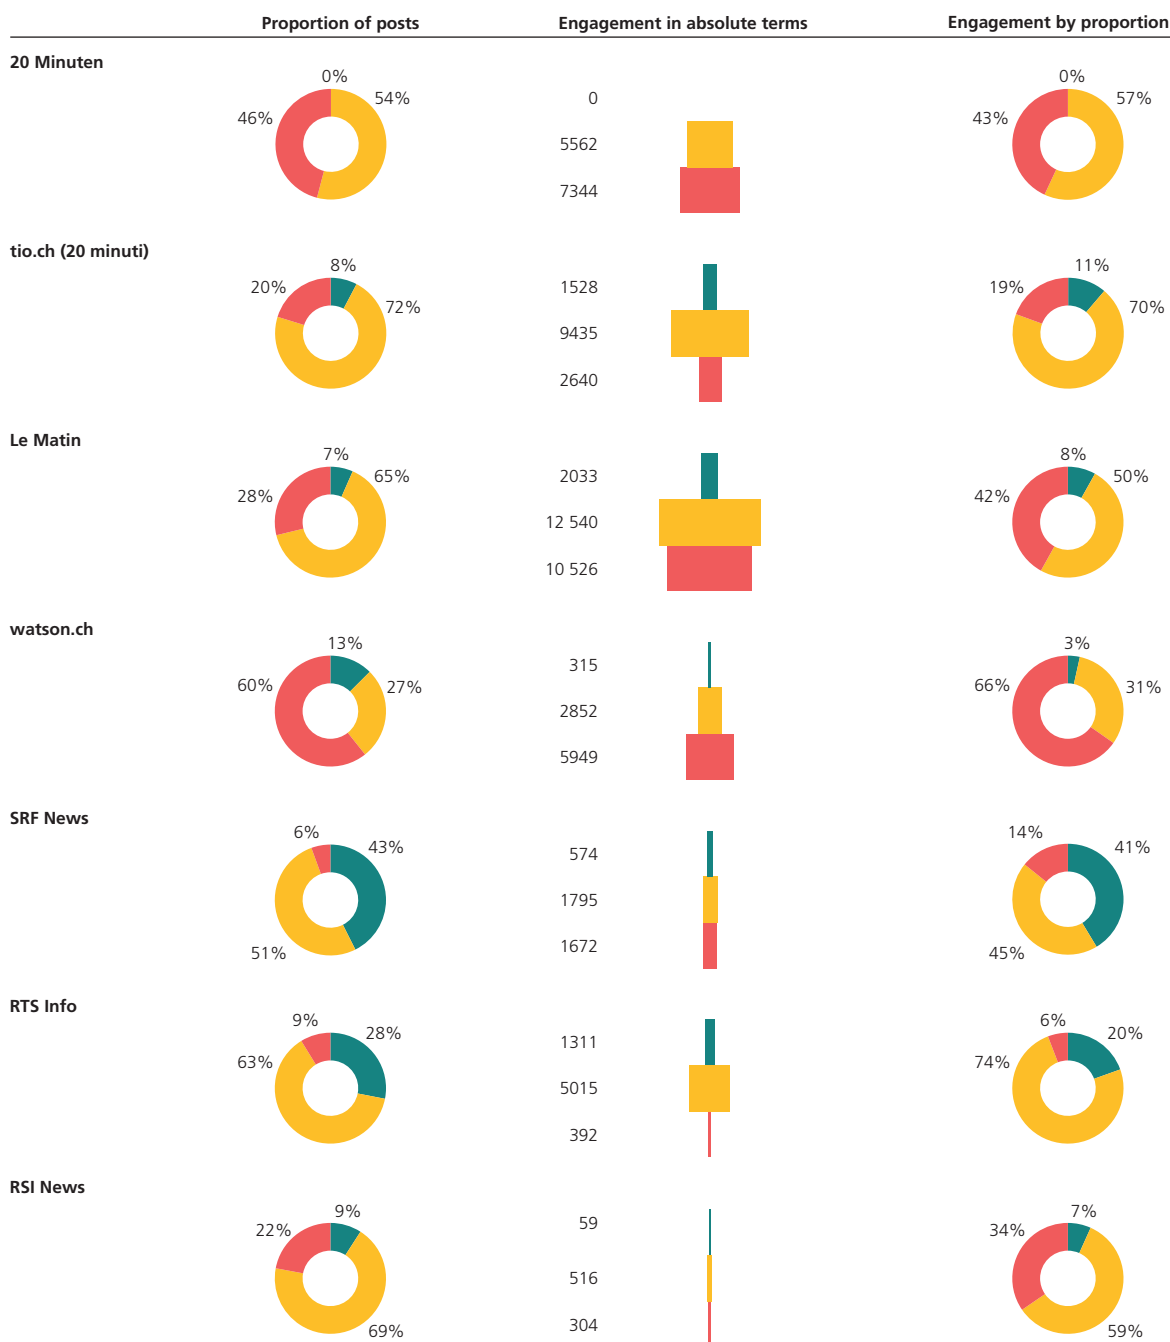 Proportion of posts Engagement in absolute terms Engagement by proportion
20 Minuten
0% 54% 46%
0
5562
7344
0% 57% 43%
tio.ch (20 minuti)
8% 72% 20%
1528
9435
2640
11% 70% 19%
Le Matin
7% 65% 28%
2033
12 540
10 526
8% 50% 42%
watson.ch
13% 27% 60%
315
2852
5949
3% 31% 66%
SRF News
6% 43% 51%
574
1795
1672
14% 41% 45%
RTS Info
9% 28% 63%
1311
5015
392
6% 20% 74%
RSI News
9% 22% 69%
59
516
304
7% 34% 59%